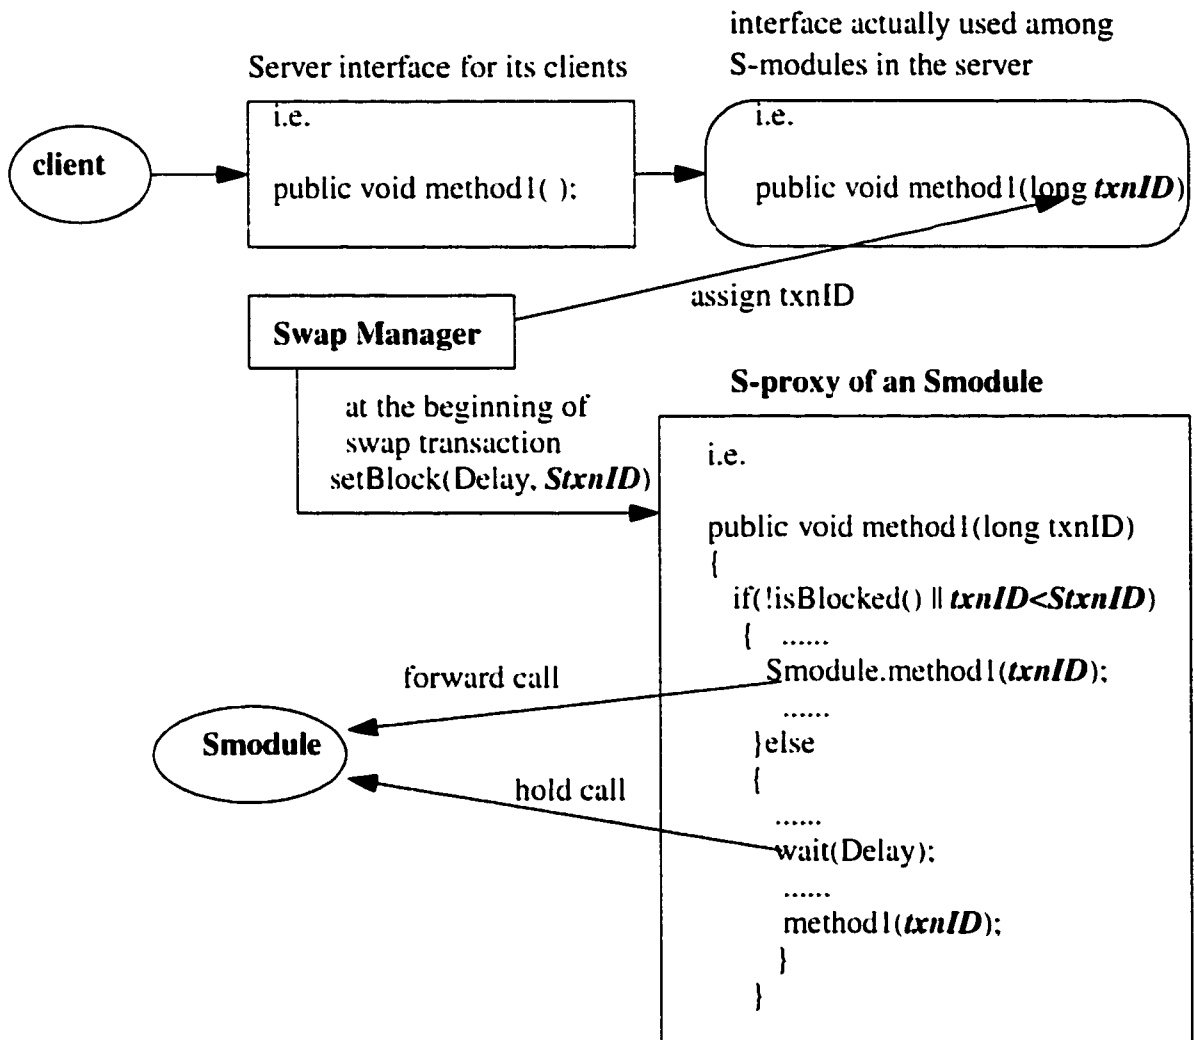 interface actually used among
S-modules in the server
Server interface for its clients
i.e.
public void method1( );
i.e.
public void method1(long txnID)
client
assign txnID
Swap Manager
S-proxy of an Smodule
at the beginning of
swap transaction
setBlock(Delay, StxnID)
i.e.
public void method1(long txnID)
{
if(!isBlocked() || txnID<StxnID)
{ ......
Smodule.method1(txnID);
......
}else
{
......
wait(Delay);
......
method1(txnID);
}
}
forward call
Smodule
hold call